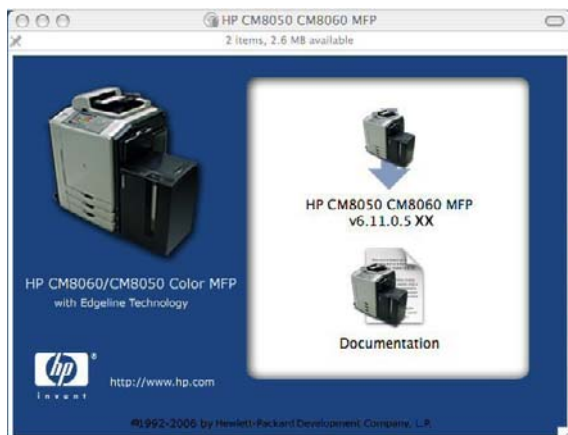 HP CM8050 CM8060 MFP
2 items, 2.6 MB available
HP CM8050 CM8060 MFP
v6.11.0.5 XX
HP CM8060/CM8050 Color MFP
with Edgeline Technology
Documentation
hp
invent
http://www.hp.com
©1992-2006 by Hewlett-Packard Development Company, L.P.